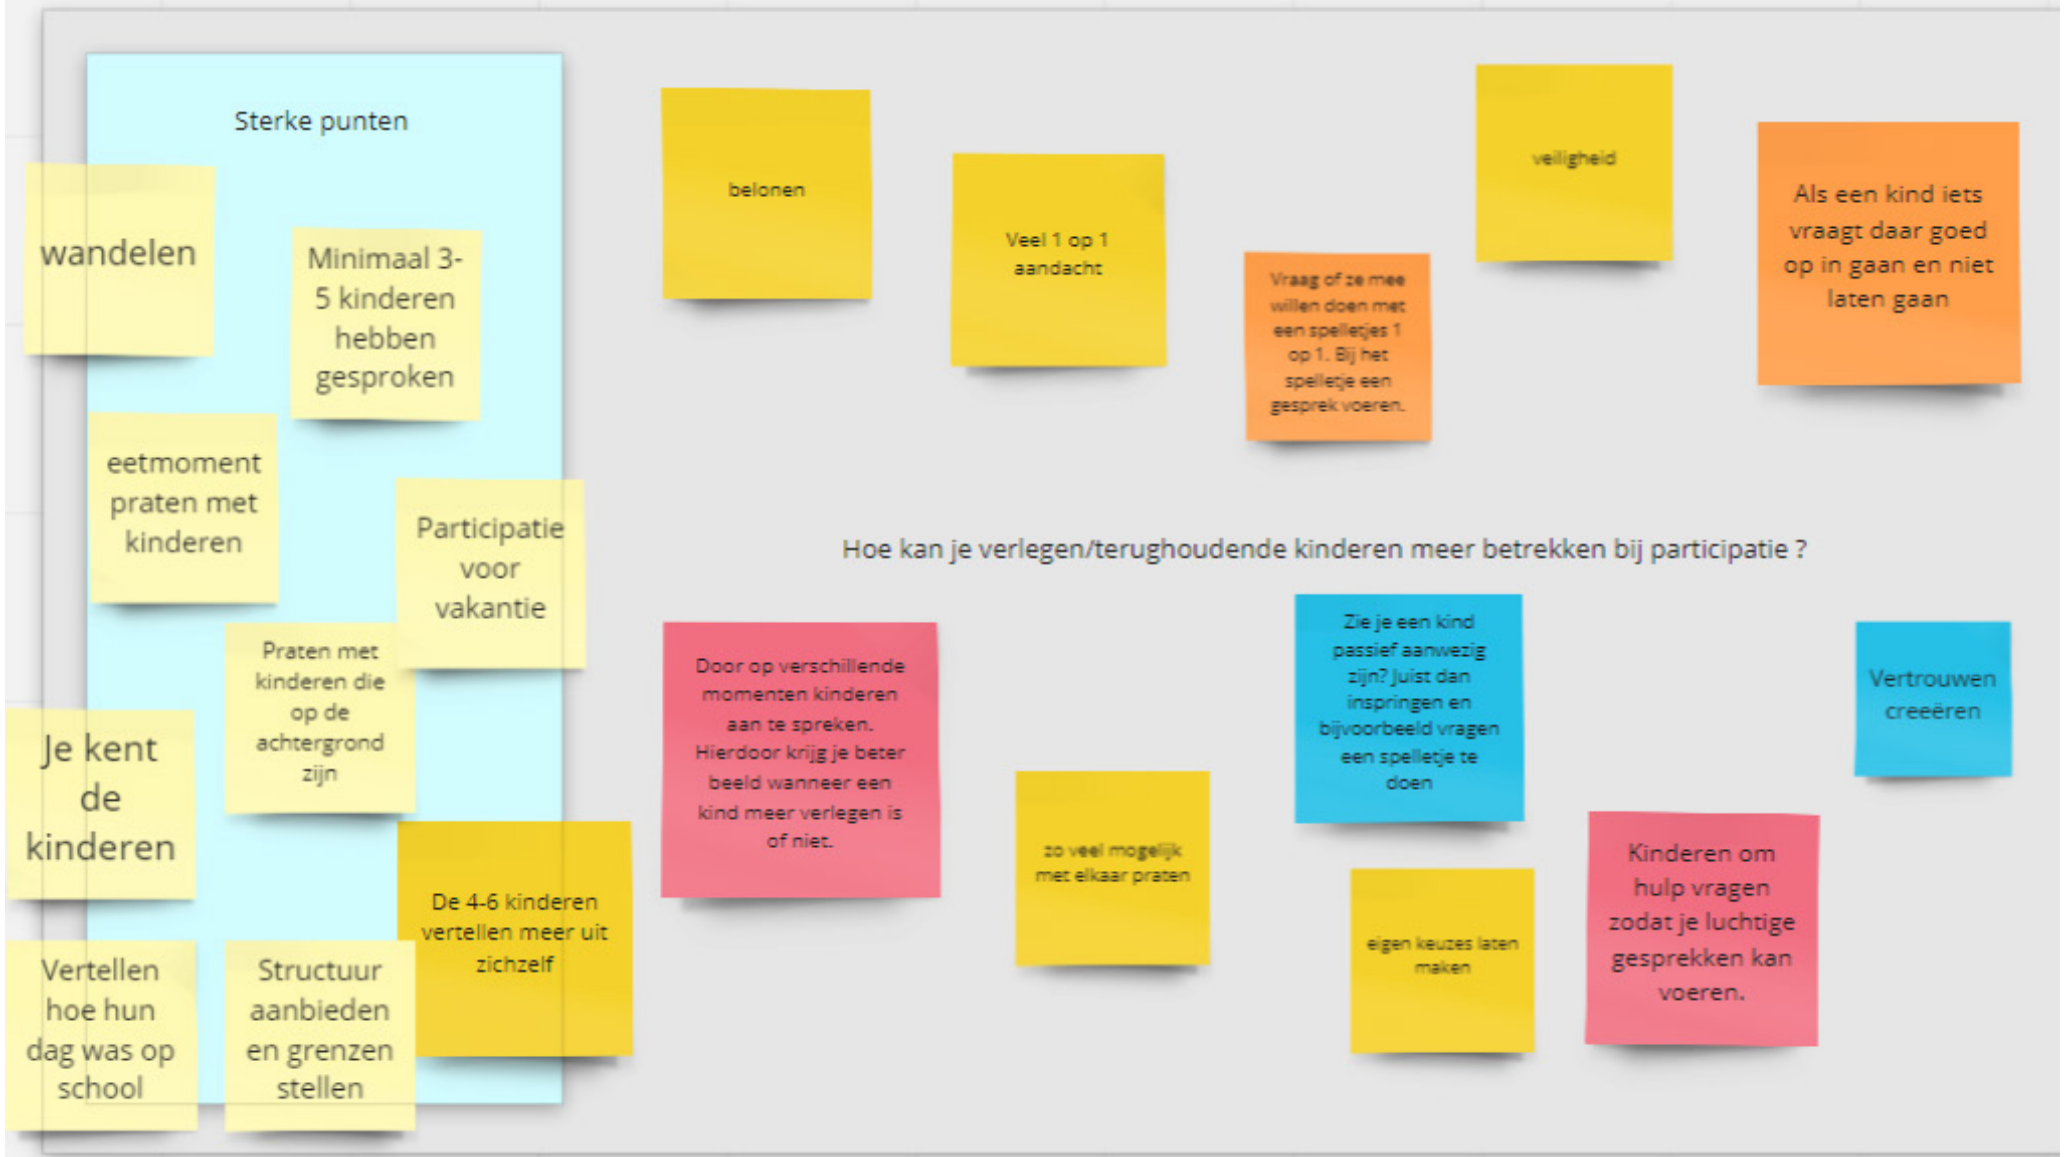 Sterke punten
wandelen
Minimaal 3-
5 kinderen
hebben
gesproken
eetmoment
praten met
kinderen
Participatie
voor
vakantie
Praten met
kinderen die
op de
achtergrond
zijn
Je kent
de
kinderen
De 4-6 kinderen
vertellen meer uit
zichzelf
Vertellen
hoe hun
dag was op
school
Structuur
aanbieden
en grenzen
stellen
belonen
Veel 1 op 1
aandacht
Vraag of ze mee
willen doen met
een spelletjes 1
op 1. Bij het
spelletje een
gesprek voeren.
veiligheid
Als een kind iets
vraagt daar goed
op in gaan en niet
laten gaan
Hoe kan je verlegen/terughoudende kinderen meer betrekken bij participatie ?
Door op verschillende
momenten kinderen
aan te spreken.
Hierdoor krijg je beter
beeld wanneer een
kind meer verlegen is
of niet.
zo veel mogelijk
met elkaar praten
Zie je een kind
passief aanwezig
zijn? Juist dan
inspringen en
bijvoorbeeld vragen
een spelletje te
doen
eigen keuzes laten
maken
Kinderen om
hulp vragen
zodat je luchtige
gesprekken kan
voeren.
Vertrouwen
creeëren